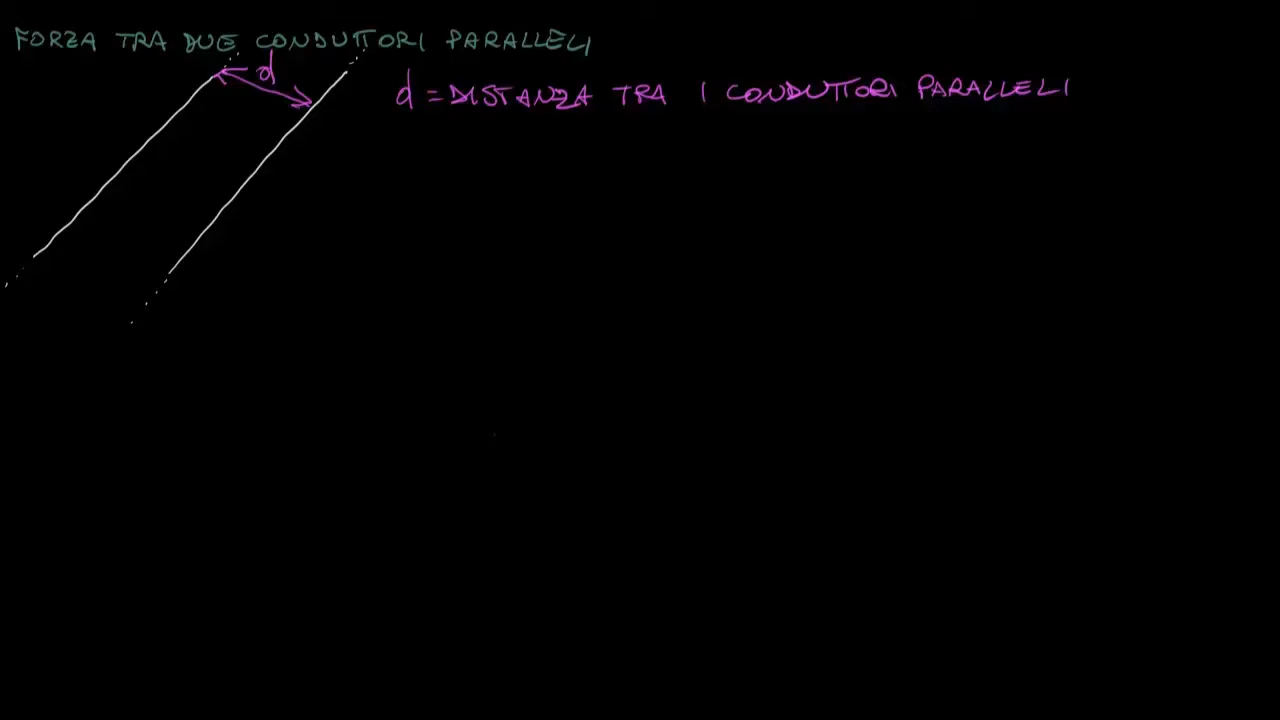 FORZA TRA DUE CONDUTTORI PARALLELI
d
d = DISTANZA TRA I CONDUTTORI PARALLELI